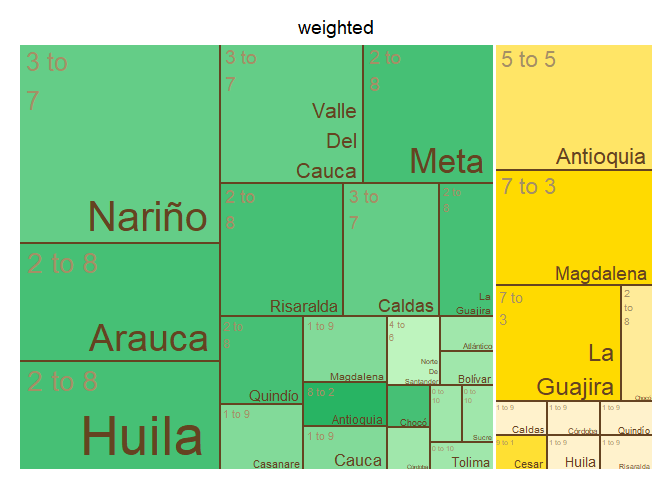 weighted
3 to
7
Nariño
2 to 8
Arauca
2 to 8
Huila
3 to
7
Valle
Del
Cauca
2 to
8
Meta
2 to
8
Risaralda
3 to
7
Caldas
La
Guajira
2 to
8
Quindío
1 to 9
Casanare
1 to 9
Magdalena
6 to 2
Antioquia
1 to 9
Cauca
4 to
6
Norte
De
Santander
Chocó
Córdoba
Atlántico
Bolívar
0 to
10
0 to
10
Sucre
0 to 10
Tolima
5 to 5
Antioquia
7 to 3
Magdalena
7 to
3
La
Guajira
2
to
8
Chocó
1 to 9
Caldas
1 to 9
Córdoba
1 to 9
Quindío
9 to 1
Cesar
1 to 9
Huila
1 to 9
Risaralda